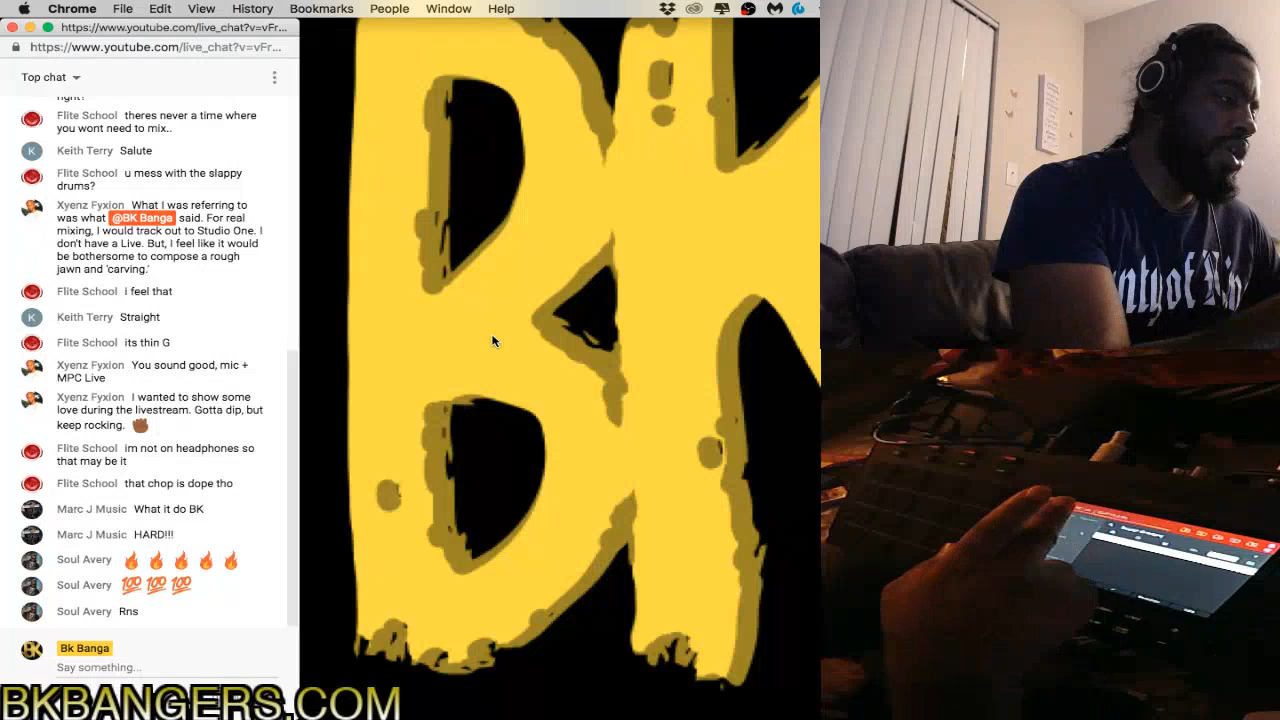 Chrome File Edit View History Bookmarks People Window Help
https://www.youtube.com/live_chat?v=vFr...
https://www.youtube.com/live_chat?v=vFr...
Top chat
right?
Flite School theres never a time where
you wont need to mix..
K Keith Terry Salute
Flite School u mess with the slappy
drums?
Xyenz Fyxion What I was referring to
was what @BK Banga said. For real
mixing, I would track out to Studio One. I
don't have a Live. But, I feel like it would
be bothersome to compose a rough
jawn and 'carving.'
Flite School i feel that
K Keith Terry Straight
Flite School its thin G
Xyenz Fyxion You sound good, mic +
MPC Live
Xyenz Fyxion I wanted to show some
love during the livestream. Gotta dip, but
keep rocking.
Flite School im not on headphones so
that may be it
Flite School that chop is dope tho
Marc J Music What it do BK
Marc J Music HARD!!!
Soul Avery 🔥 🔥 🔥 🔥 🔥
Soul Avery 💯 💯 💯
Soul Avery Rns
BK Bk Banga
Say something...
BKBANGERS.COM
BK